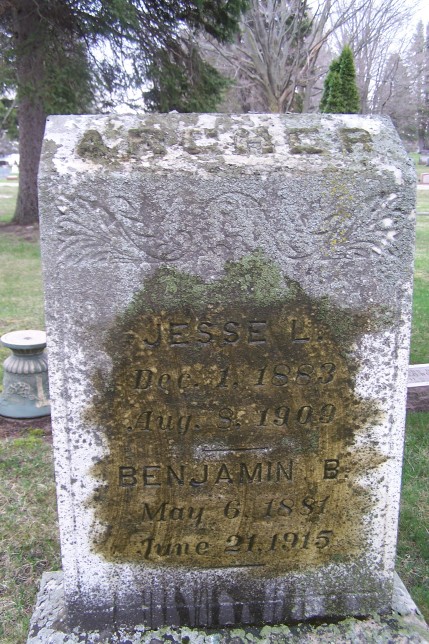 ARCHER
JESSE L.
Dec. 1, 1883
Aug. 8, 1909
BENJAMIN B.
May 6, 1881
June 21, 1915